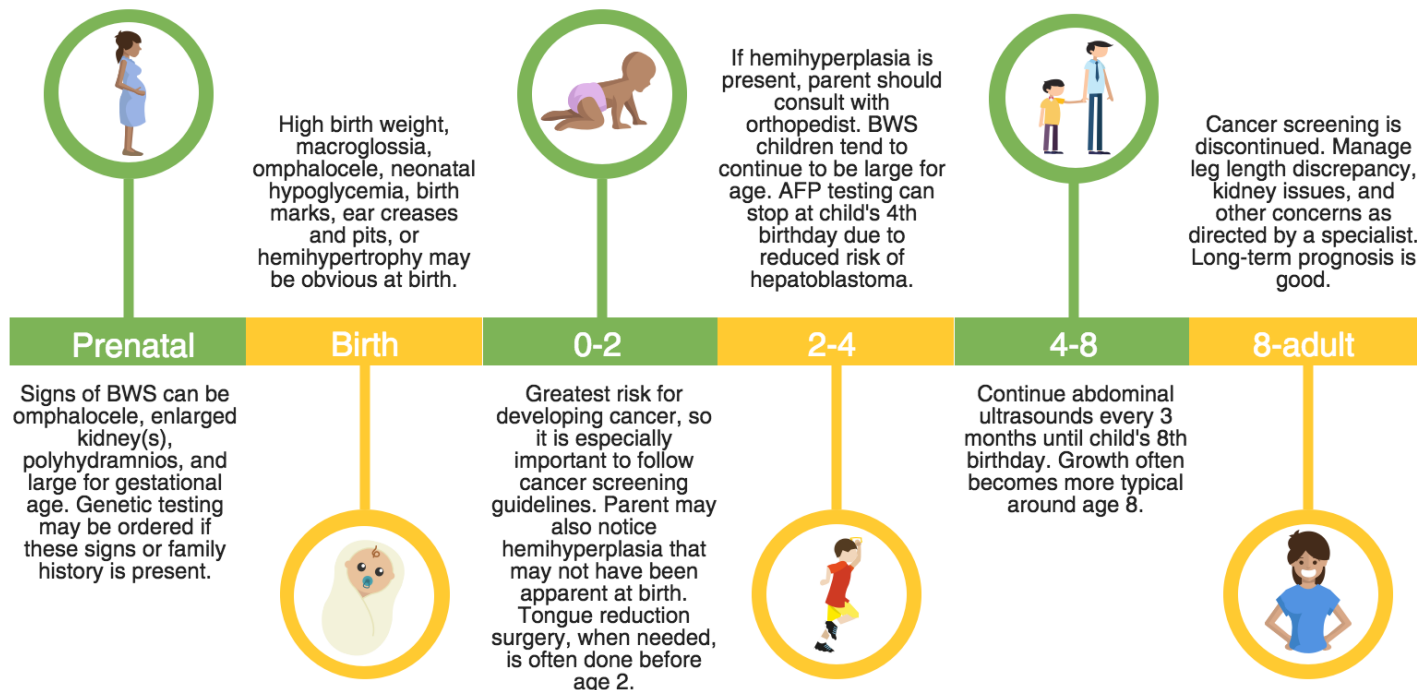 Prenatal
Signs of BWS can be
omphalocele, enlarged
kidney(s),
polyhydramnios, and
large for gestational
age. Genetic testing
may be ordered if
these signs or family
history is present.
High birth weight,
macroglossia,
omphalocele, neonatal
hypoglycemia, birth
marks, ear creases
and pits, or
hemihypertrophy may
be obvious at birth.
Birth
0-2
Greatest risk for
developing cancer, so
it is especially
important to follow
cancer screening
guidelines. Parent may
also notice
hemihyperplasia that
may not have been
apparent at birth.
Tongue reduction
surgery, when needed,
is often done before
age 2.
If hemihyperplasia is
present, parent should
consult with
orthopedist. BWS
children tend to
continue to be large for
age. AFP testing can
stop at child's 4th
birthday due to
reduced risk of
hepatoblastoma.
2-4
4-8
Continue abdominal
ultrasounds every 3
months until child's 8th
birthday. Growth often
becomes more typical
around age 8.
Cancer screening is
discontinued. Manage
leg length discrepancy,
kidney issues, and
other concerns as
directed by a specialist.
Long-term prognosis is
good.
8-adult